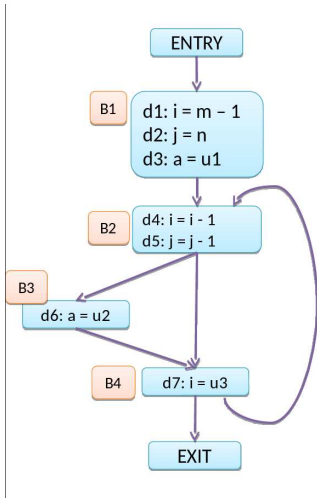 ENTRY
B1
d1: i = m – 1
d2: j = n
d3: a = u1
B2
d4: i = i - 1
d5: j = j - 1
B3
d6: a = u2
B4
d7: i = u3
EXIT